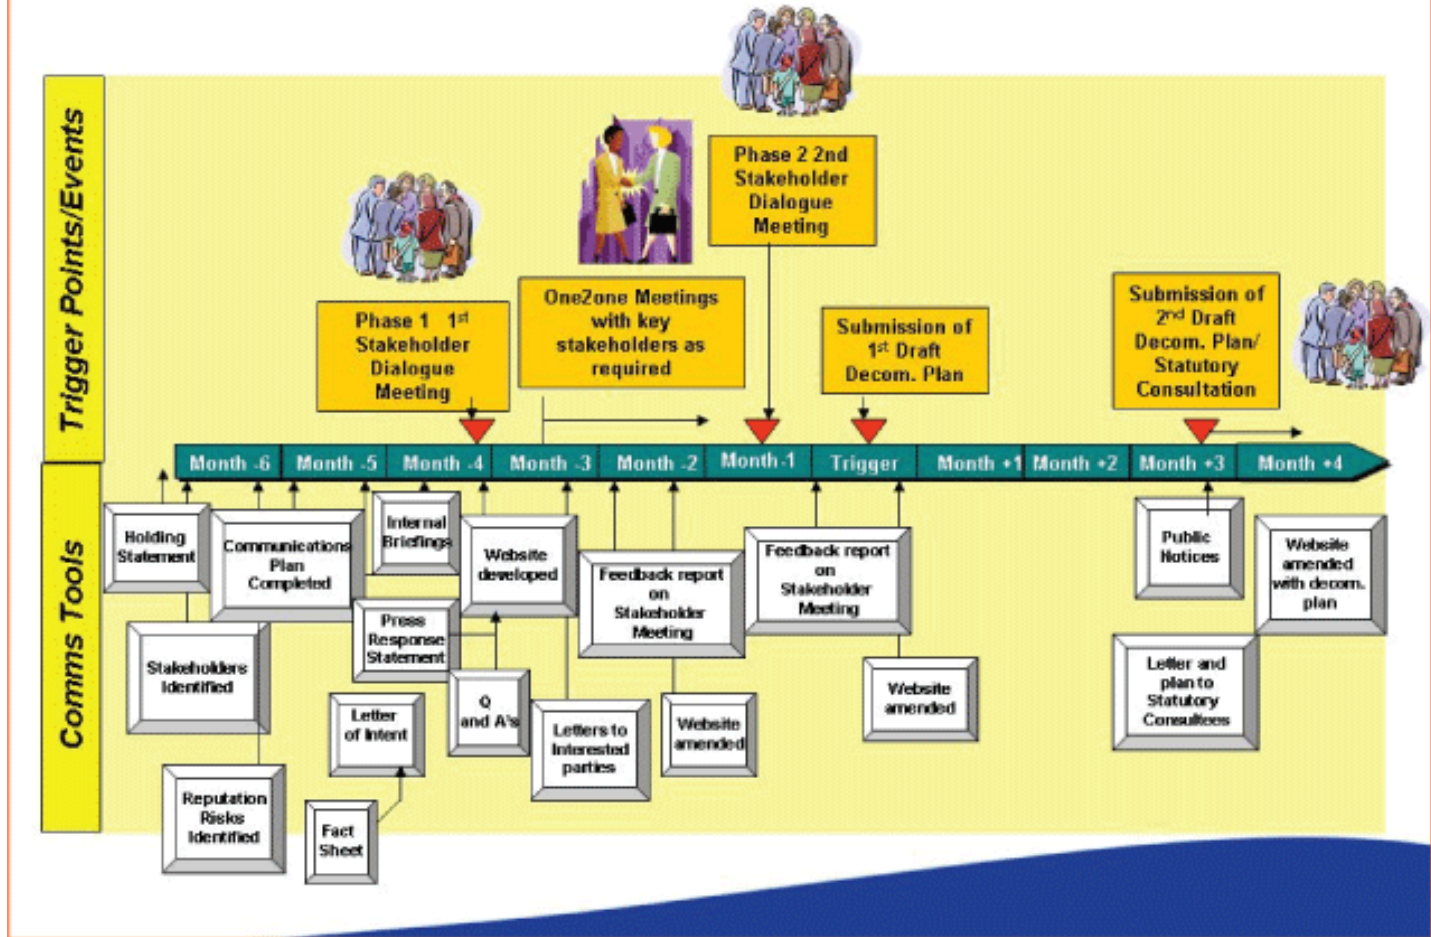 Trigger Points/Events
Phase 2 2nd
Stakeholder
Dialogue
Meeting
One2one Meetings
with key
stakeholders as
required
Phase 1 1st
Stakeholder
Dialogue
Meeting
Submission of
1st Draft
Decom. Plan
Submission of
2nd Draft
Decom. Plan/
Statutory
Consultation
Month -6
Month -5
Month -4
Month -3
Month -2
Month -1
Trigger
Month +1
Month +2
Month +3
Month +4
Comms Tools
Holding
Statement
Communications
Plan
Completed
Internal
Briefings
Website
developed
Feedback report
on
Stakeholder
Meeting
Feedback report
on
Stakeholder
Meeting
Public
Notices
Website
amended
with decom.
plan
Stakeholders
Identified
Press
Response
Statement
Letter
of Intent
Q
and A's
Letters to
Interested
parties
Website
amended
Website
amended
Letter and
plan to
Statutory
Consultees
Reputation
Risks
Identified
Fact
Sheet